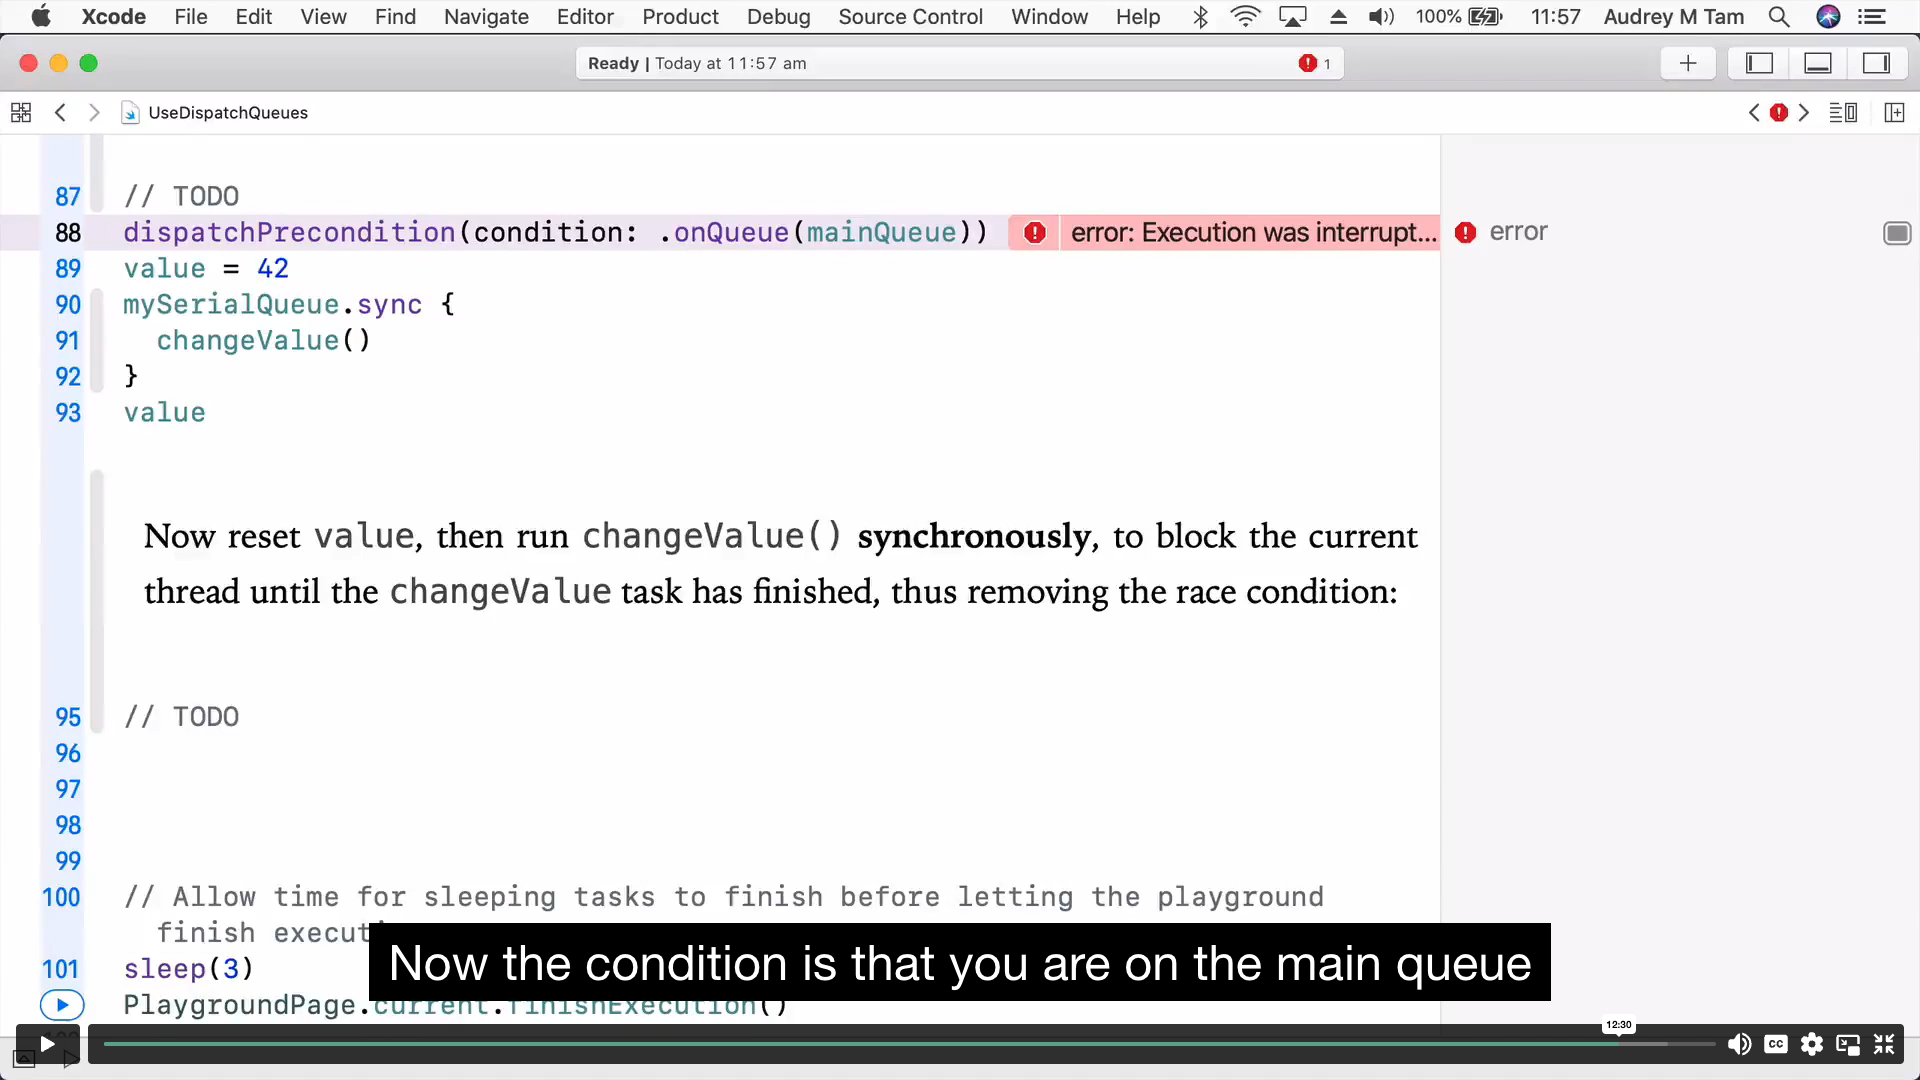 Xcode File Edit View Find Navigate Editor Product Debug Source Control Window Help 100% 11:57 Audrey M Tam
Ready | Today at 11:57 am 1
UseDispatchQueues
87 // TODO
88 dispatchPrecondition(condition: .onQueue(mainQueue)) error: Execution was interrupt... error
89 value = 42
90 mySerialQueue.sync {
91 changeValue()
92 }
93 value
Now reset value, then run changeValue() synchronously, to block the current
thread until the changeValue task has finished, thus removing the race condition:
95 // TODO
96
97
98
99
100 // Allow time for sleeping tasks to finish before letting the playground
finish execut
Now the condition is that you are on the main queue
101 sleep(3)
PlaygroundPage.current.finishExecution()
12:30
CC